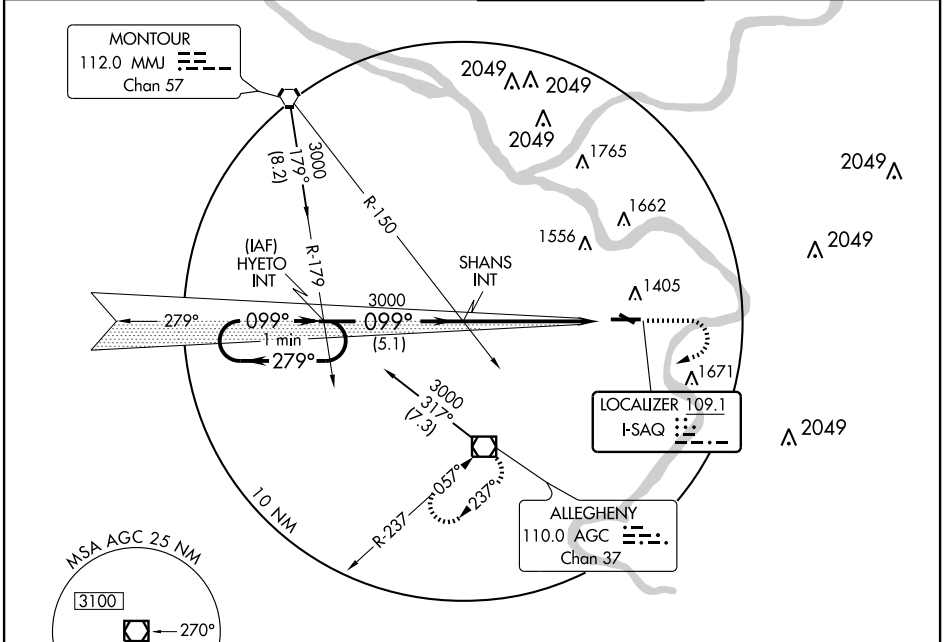 MONTOUR
112.0 MMJ
Chan 57
2049
2049
2049
1765
2049
1662
1556
2049
3000
179°
(8.2)
R-150
R-179
(IAF)
HYETO
INT
SHANS
INT
1405
3000
279°
099°
099°
1 min
(5.1)
279°
1671
3000
317°
(7.3)
LOCALIZER 109.1
I-SAQ
2049
057°
237°
R-237
10 NM
ALLEGHENY
110.0 AGC
Chan 37
MSA AGC 25 NM
3100
270°